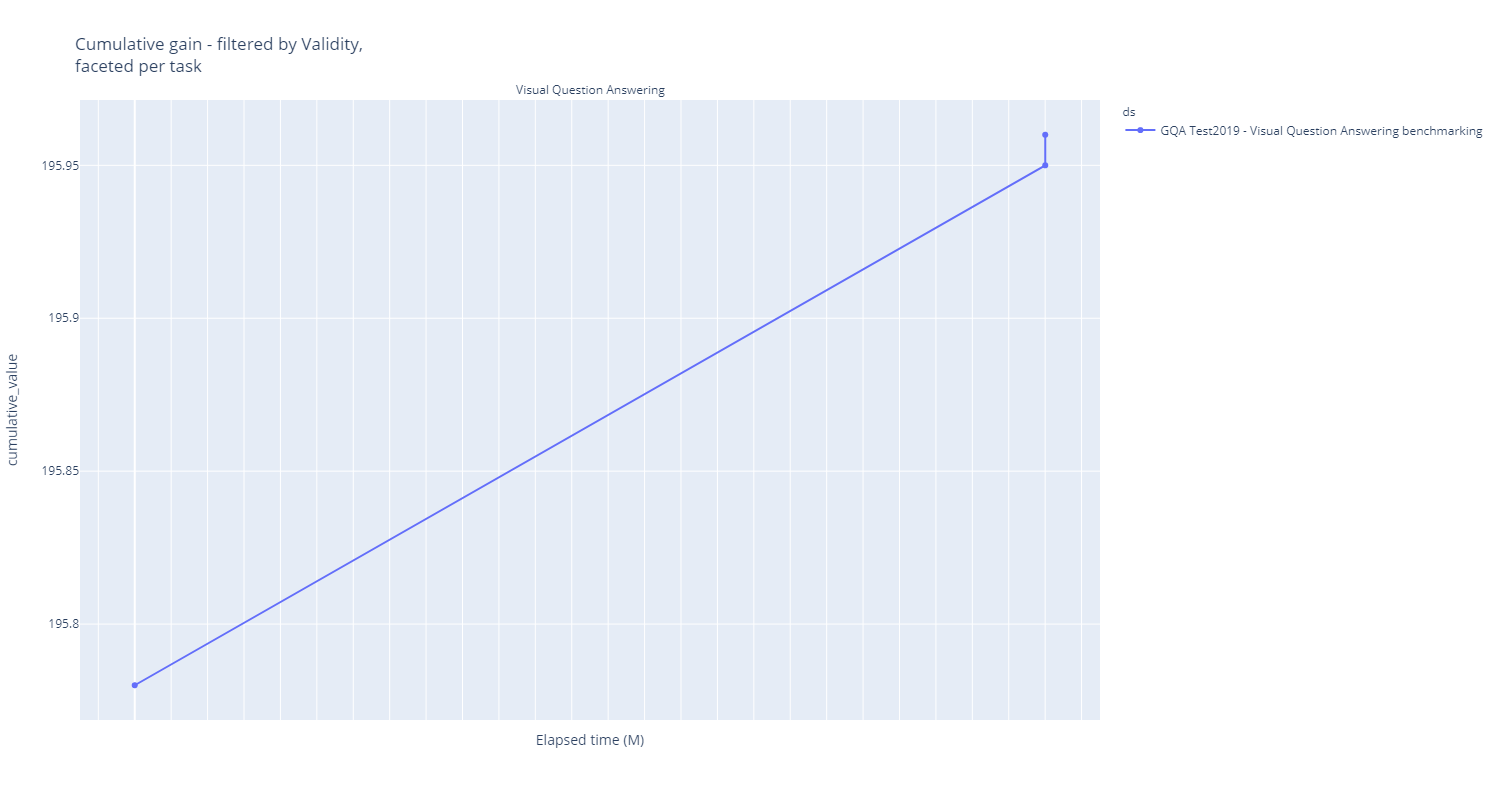 Cumulative gain - filtered by Validity,
faceted per task
Visual Question Answering
ds
GQA Test2019 - Visual Question Answering benchmarking
195.95
195.9
195.85
195.8
cumulative_value
Elapsed time (M)